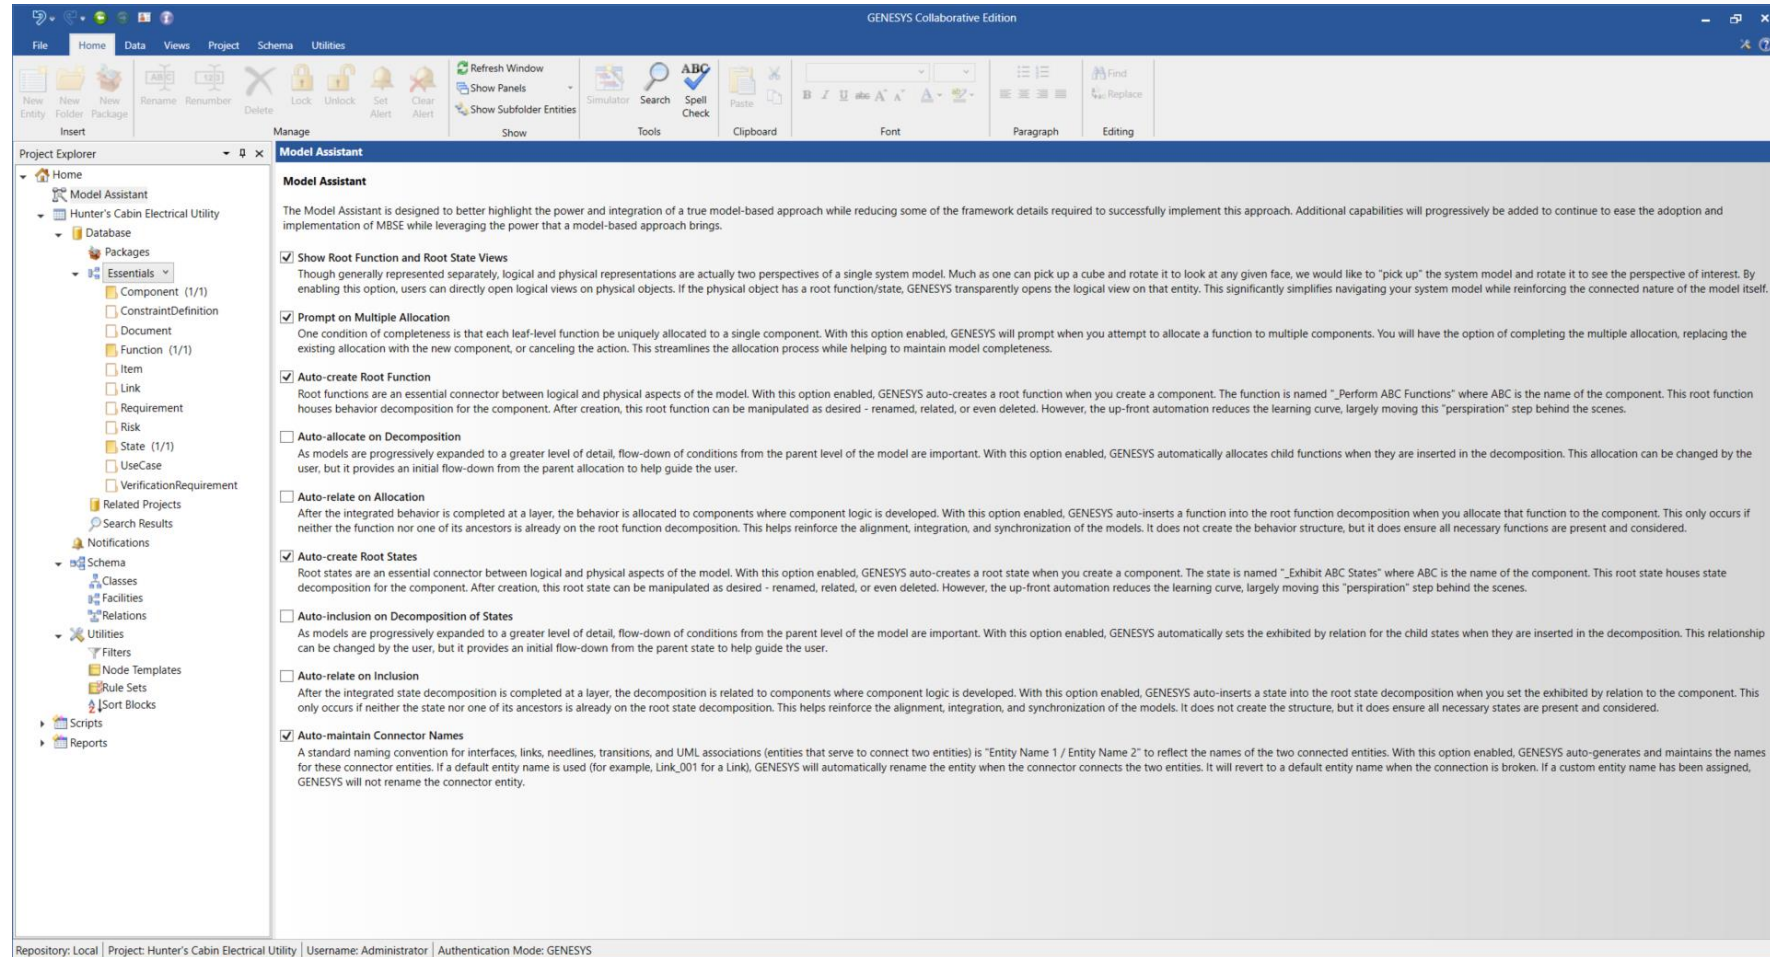 GENESYS Collaborative Edition
File Home Data Views Project Schema Utilities
New Entity
New Folder
New Package
Insert
Rename
Renumber
Delete
Lock
Unlock
Set Alert
Clear Alert
Manage
Refresh Window
Show Panels
Show Subfolder Entities
Show
Simulator
Search
ABC
Spell Check
Tools
Paste
Clipboard
B I U abc A A A
Font
Paragraph
Find
Replace
Editing
Project Explorer
Home
Model Assistant
Hunter's Cabin Electrical Utility
Database
Packages
Essentials
Component (1/1)
ConstraintDefinition
Document
Function (1/1)
Item
Link
Requirement
Risk
State (1/1)
UseCase
VerificationRequirement
Related Projects
Search Results
Notifications
Schema
Classes
Facilities
Relations
Utilities
Filters
Node Templates
Rule Sets
Sort Blocks
Scripts
Reports
Model Assistant
Model Assistant
The Model Assistant is designed to better highlight the power and integration of a true model-based approach while reducing some of the framework details required to successfully implement this approach. Additional capabilities will progressively be added to continue to ease the adoption and
implementation of MBSE while leveraging the power that a model-based approach brings.
Show Root Function and Root State Views
Though generally represented separately, logical and physical representations are actually two perspectives of a single system model. Much as one can pick up a cube and rotate it to look at any given face, we would like to "pick up" the system model and rotate it to see the perspective of interest. By
enabling this option, users can directly open logical views on physical objects. If the physical object has a root function/state, GENESYS transparently opens the logical view on that entity. This significantly simplifies navigating your system model while reinforcing the connected nature of the model itself.
Prompt on Multiple Allocation
One condition of completeness is that each leaf-level function be uniquely allocated to a single component. With this option enabled, GENESYS will prompt when you attempt to allocate a function to multiple components. You will have the option of completing the multiple allocation, replacing the
existing allocation with the new component, or canceling the action. This streamlines the allocation process while helping to maintain model completeness.
Auto-create Root Function
Root functions are an essential connector between logical and physical aspects of the model. With this option enabled, GENESYS auto-creates a root function when you create a component. The function is named "_Perform ABC Functions" where ABC is the name of the component. This root function
houses behavior decomposition for the component. After creation, this root function can be manipulated as desired - renamed, related, or even deleted. However, the up-front automation reduces the learning curve, largely moving this "perspiration" step behind the scenes.
Auto-allocate on Decomposition
As models are progressively expanded to a greater level of detail, flow-down of conditions from the parent level of the model are important. With this option enabled, GENESYS automatically allocates child functions when they are inserted in the decomposition. This allocation can be changed by the
user, but it provides an initial flow-down from the parent allocation to help guide the user.
Auto-relate on Allocation
After the integrated behavior is completed at a layer, the behavior is allocated to components where component logic is developed. With this option enabled, GENESYS auto-inserts a function into the root function decomposition when you allocate that function to the component. This only occurs if
neither the function nor one of its ancestors is already on the root function decomposition. This helps reinforce the alignment, integration, and synchronization of the models. It does not create the behavior structure, but it does ensure all necessary functions are present and considered.
Auto-create Root States
Root states are an essential connector between logical and physical aspects of the model. With this option enabled, GENESYS auto-creates a root state when you create a component. The state is named "_Exhibit ABC States" where ABC is the name of the component. This root state houses state
decomposition for the component. After creation, this root state can be manipulated as desired - renamed, related, or even deleted. However, the up-front automation reduces the learning curve, largely moving this "perspiration" step behind the scenes.
Auto-inclusion on Decomposition of States
As models are progressively expanded to a greater level of detail, flow-down of conditions from the parent level of the model are important. With this option enabled, GENESYS automatically sets the exhibited by relation for the child states when they are inserted in the decomposition. This relationship
can be changed by the user, but it provides an initial flow-down from the parent state to help guide the user.
Auto-relate on Inclusion
After the integrated state decomposition is completed at a layer, the decomposition is related to components where component logic is developed. With this option enabled, GENESYS auto-inserts a state into the root state decomposition when you set the exhibited by relation to the component. This
only occurs if neither the state nor one of its ancestors is already on the root state decomposition. This helps reinforce the alignment, integration, and synchronization of the models. It does not create the structure, but it does ensure all necessary states are present and considered.
Auto-maintain Connector Names
A standard naming convention for interfaces, links, needlines, transitions, and UML associations (entities that serve to connect two entities) is "Entity Name 1 / Entity Name 2" to reflect the names of the two connected entities. With this option enabled, GENESYS auto-generates and maintains the names
for these connector entities. If a default entity name is used (for example, Link_001 for a Link), GENESYS will automatically rename the entity when the connector connects the two entities. It will revert to a default entity name when the connection is broken. If a custom entity name has been assigned,
GENESYS will not rename the connector entity.
Repository: Local Project: Hunter's Cabin Electrical Utility Username: Administrator Authentication Mode: GENESYS